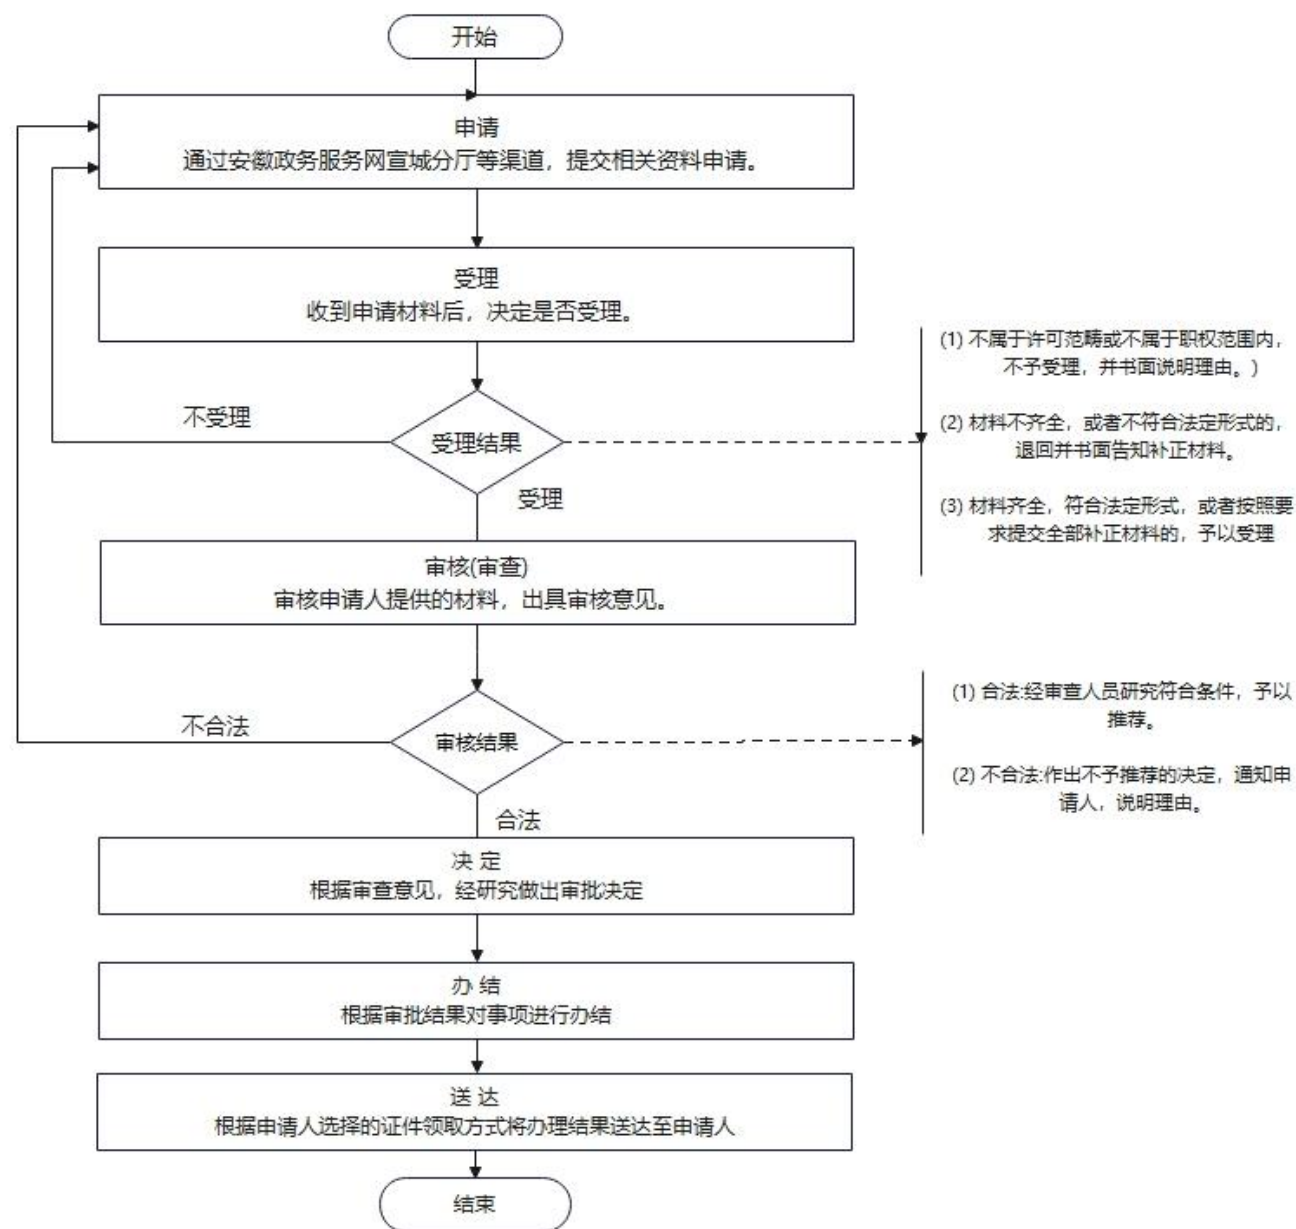 开始
申请
通过安徽政务服务网宣城分厅等渠道，提交相关资料申请。
受理
收到申请材料后，决定是否受理。
不受理
受理结果
受理
(1) 不属于许可范畴或不属于职权范围内，
不予受理，并书面说明理由。)
(2) 材料不齐全，或者不符合法定形式的，
退回并书面告知补正材料。
(3) 材料齐全，符合法定形式，或者按照要
求提交全部补正材料的，予以受理
审核(审查)
审核申请人提供的材料，出具审核意见。
不合法
审核结果
合法
(1) 合法:经审查人员研究符合条件，予以
推荐。
(2) 不合法:作出不予推荐的决定，通知申
请人，说明理由。
决 定
根据审查意见，经研究做出审批决定
办 结
根据审批结果对事项进行办结
送 达
根据申请人选择的证件领取方式将办理结果送达至申请人
结束